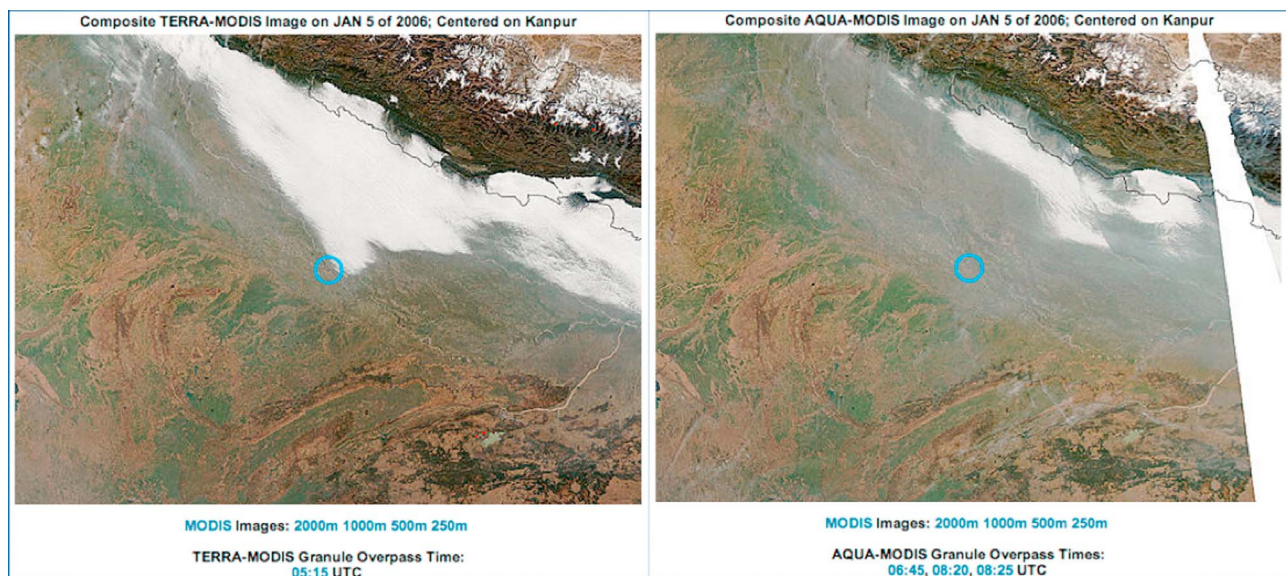 Composite TERRA-MODIS Image on JAN 5 of 2006; Centered on Kanpur
MODIS Images: 2000m 1000m 500m 250m
TERRA-MODIS Granule Overpass Time:
05:15 UTC
Composite AQUA-MODIS Image on JAN 5 of 2006; Centered on Kanpur
MODIS Images: 2000m 1000m 500m 250m
AQUA-MODIS Granule Overpass Times:
06:45, 08:20, 08:25 UTC